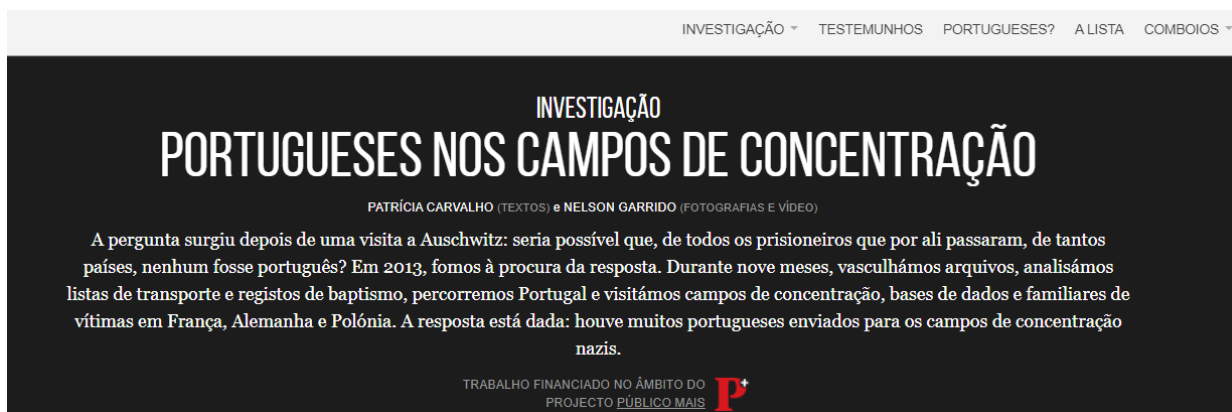 INVESTIGAÇÃO TESTEMUNHOS PORTUGUESES? A LISTA COMBOIOS
INVESTIGAÇÃO
PORTUGUESES NOS CAMPOS DE CONCENTRAÇÃO
PATRÍCIA CARVALHO (TEXTOS) e NELSON GARRIDO (FOTOGRAFIAS E VÍDEO)
A pergunta surgiu depois de uma visita a Auschwitz: seria possível que, de todos os prisioneiros que por ali passaram, de tantos
países, nenhum fosse português? Em 2013, fomos à procura da resposta. Durante nove meses, vasculhámos arquivos, analisámos
listas de transporte e registos de baptismo, percorremos Portugal e visitámos campos de concentração, bases de dados e familiares de
vítimas em França, Alemanha e Polónia. A resposta está dada: houve muitos portugueses enviados para os campos de concentração
nazis.
TRABALHO FINANCIADO NO ÂMBITO DO
PROJECTO PÚBLICO MAIS
P+